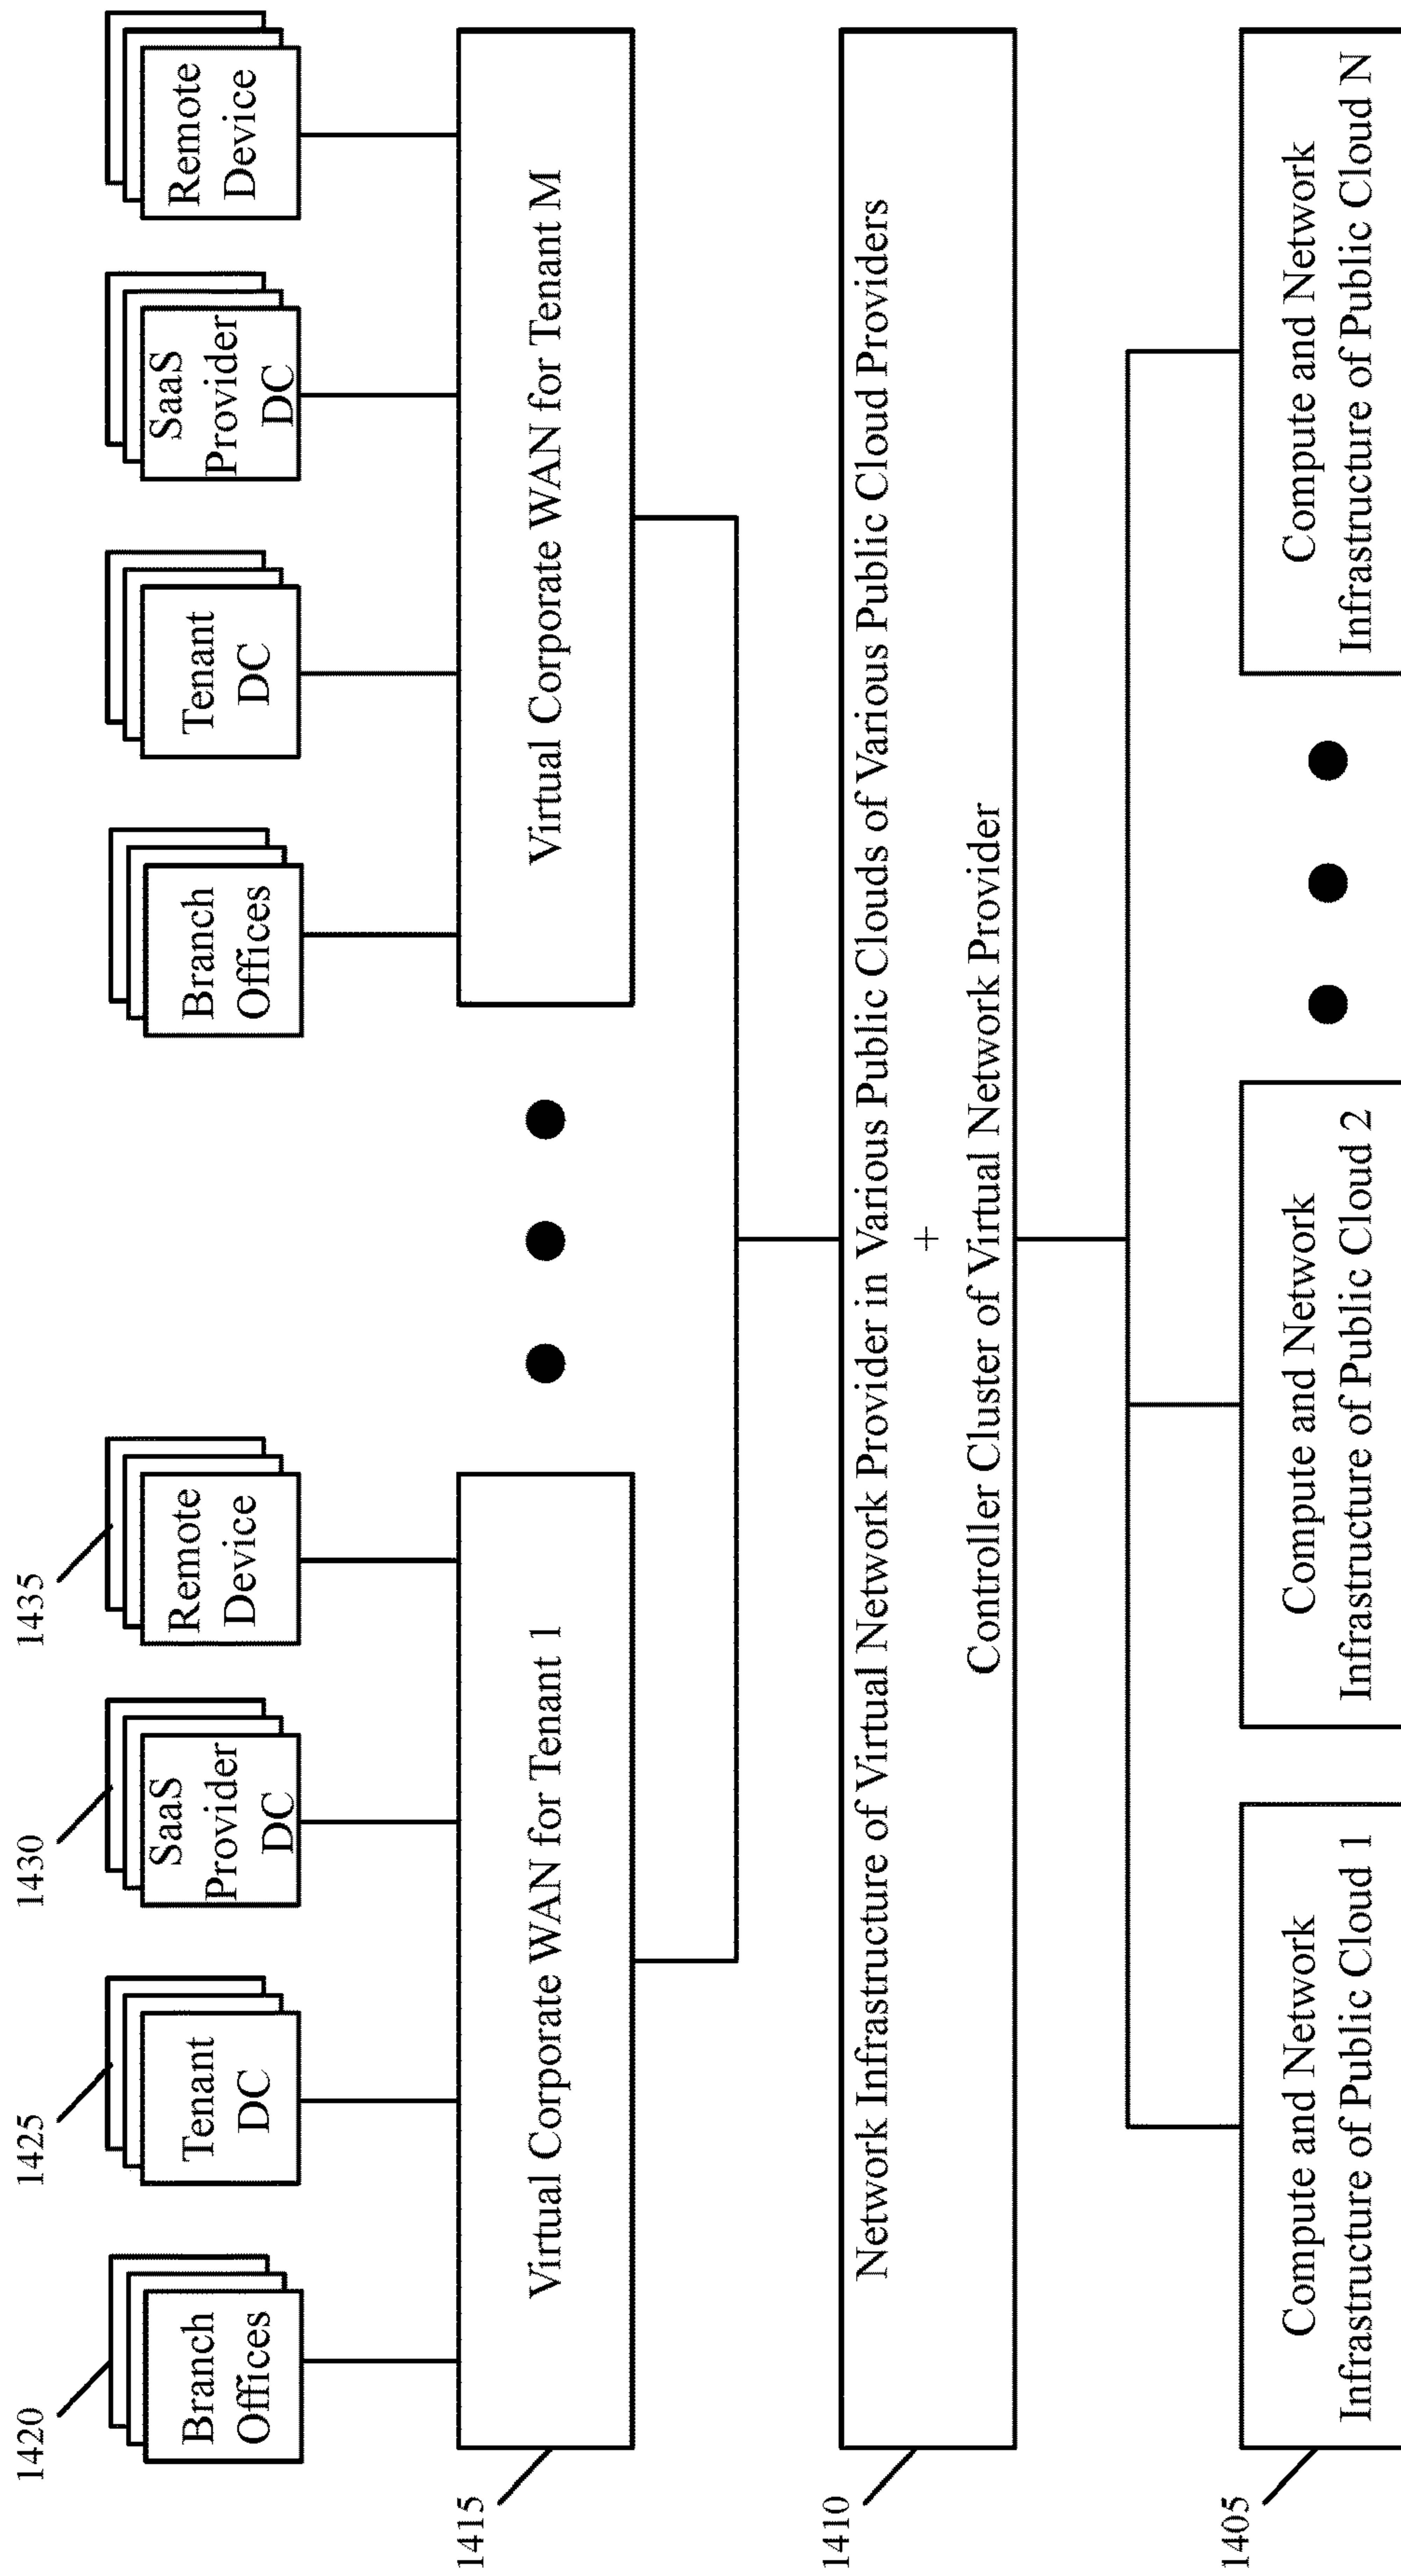 1420
1425
1430
1435
Branch
Offices
Tenant
DC
SaaS
Provider
DC
Remote
Device
Branch
Offices
Tenant
DC
SaaS
Provider
DC
Remote
Device
1415
Virtual Corporate WAN for Tenant 1
Virtual Corporate WAN for Tenant M
1410
Network Infrastructure of Virtual Network Provider in Various Public Clouds of Various Public Cloud Providers
+
Controller Cluster of Virtual Network Provider
1405
Compute and Network
Infrastructure of Public Cloud 1
Compute and Network
Infrastructure of Public Cloud 2
Compute and Network
Infrastructure of Public Cloud N